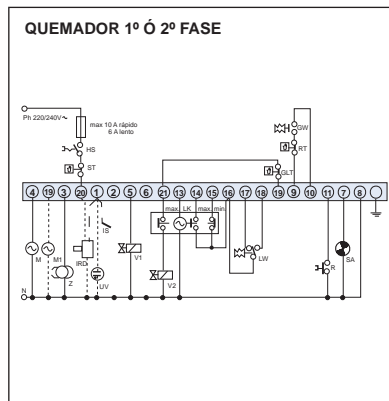 QUEMADOR 1º Ó 2º FASE
Ph 220/240V~
max 10 A rápido
6 A lento
HS
ST
GW
RT
GLT
4 19 3 20 1 2 5 6 21 13 14 15 16 17 18 19 9 10 11 7 8
max. LK max. min.
IS
M M1 IRD V1 LW R SA
Z UV V2
N